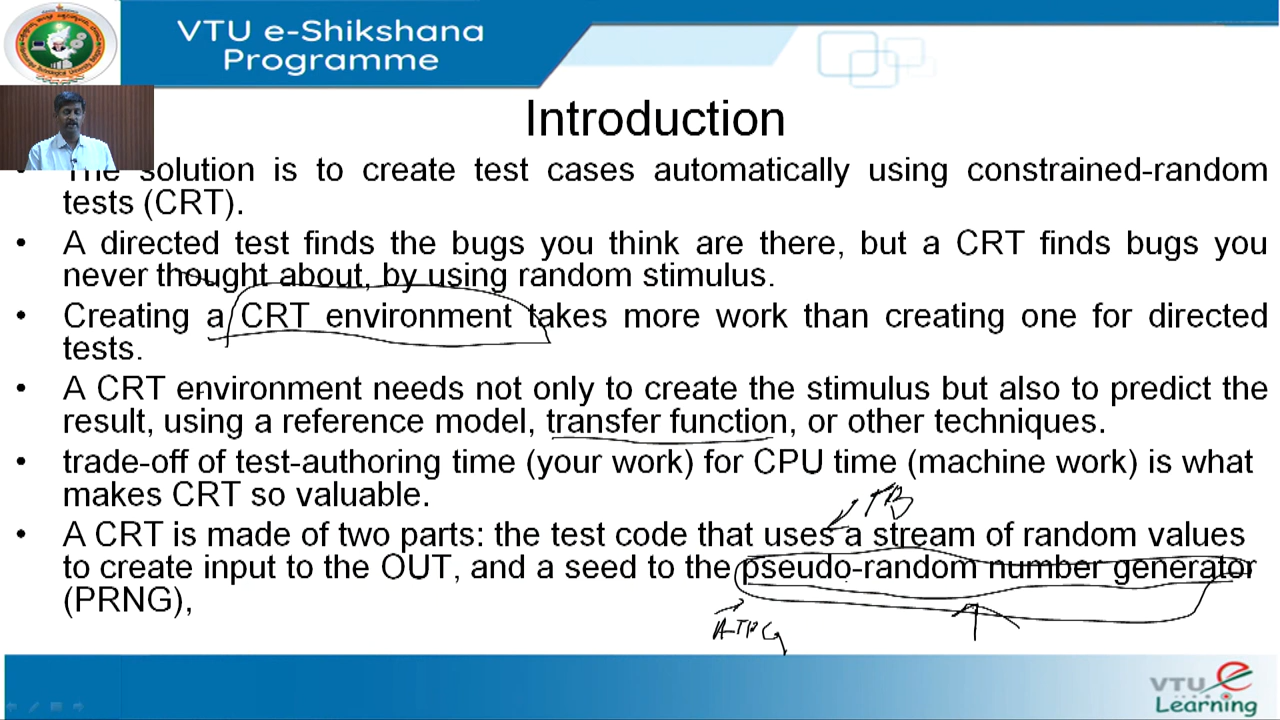 VTU e-Shikshana
Programme
Introduction
• The solution is to create test cases automatically using constrained-random
tests (CRT).
• A directed test finds the bugs you think are there, but a CRT finds bugs you
never thought about, by using random stimulus.
• Creating a CRT environment takes more work than creating one for directed
tests.
• A CRT environment needs not only to create the stimulus but also to predict the
result, using a reference model, transfer function, or other techniques.
• trade-off of test-authoring time (your work) for CPU time (machine work) is what
makes CRT so valuable.
TB
• A CRT is made of two parts: the test code that uses a stream of random values
to create input to the OUT, and a seed to the pseudo-random number generator
(PRNG),
ATPG
VTU e
Learning